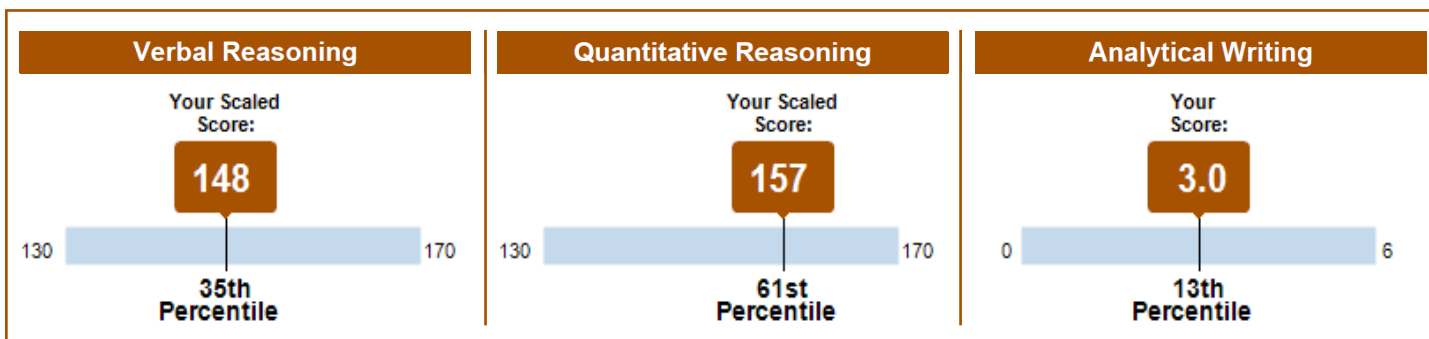 Verbal Reasoning
Your Scaled
Score:
148
130
170
35th
Percentile
Quantitative Reasoning
Your Scaled
Score:
157
130
170
61st
Percentile
Analytical Writing
Your
Score:
3.0
0
6
13th
Percentile